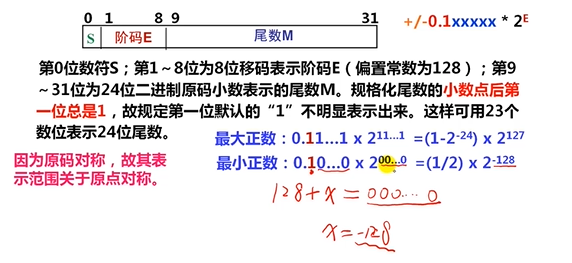 0 1 8 9 31
+/-0.1xxxxx * 2^E
S 阶码E 尾数M
第0位数符S；第1～8位为8位移码表示阶码E（偏置常数为128）；第9
～31位为24位二进制原码小数表示的尾数M。规格化尾数的小数点后第
一位总是1，故规定第一位默认的“1”不明显表示出来。这样可用23个
数位表示24位尾数。
最大正数：0.11...1 x 2^11...1 =(1-2^-24) x 2^127
最小正数：0.10...0 x 2^00...0 =(1/2) x 2^-128
因为原码对称，故其表
示范围关于原点对称。
128+x = 000...0
x=-128